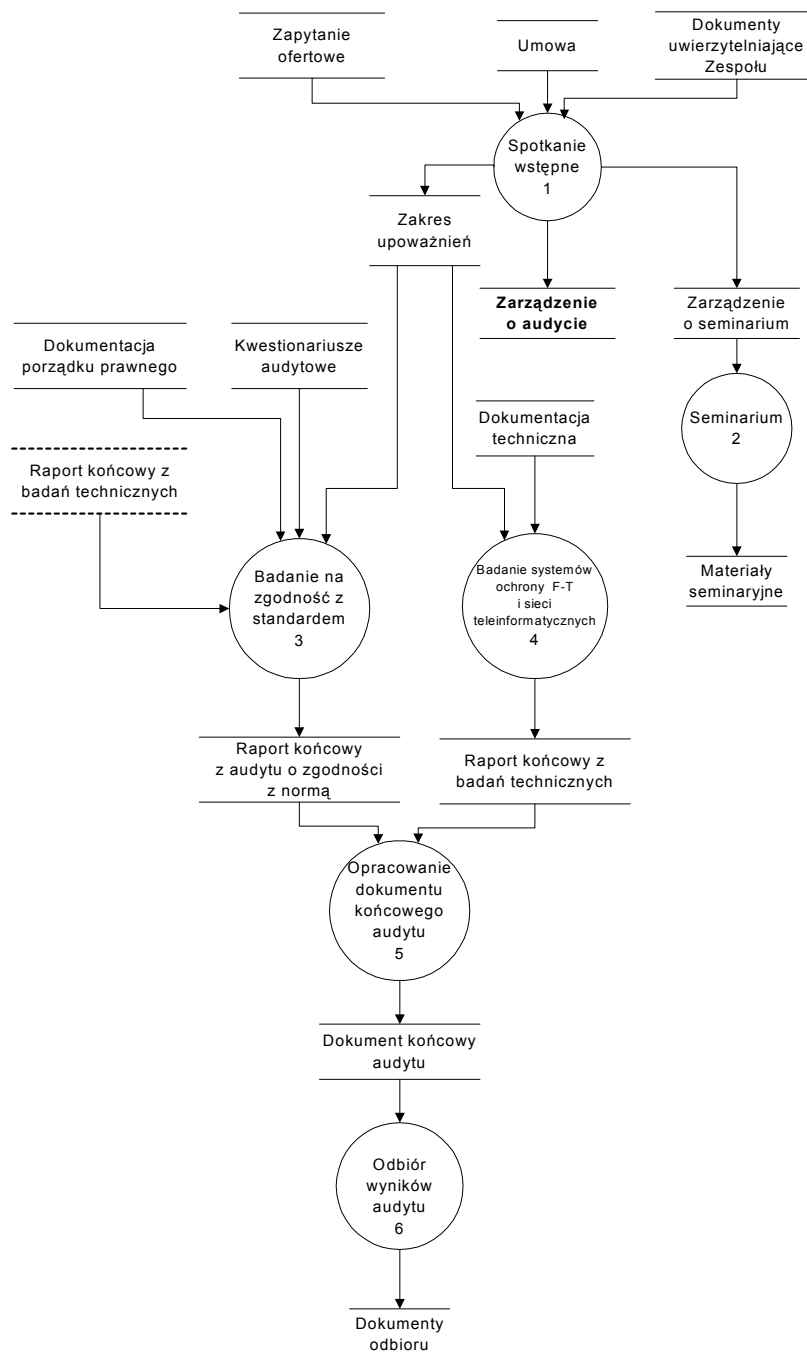 Zapytanie
ofertowe
Umowa
Dokumenty
uwierzytelniające
Zespołu
Spotkanie
wstępne
1
Zakres
upoważnień
Zarządzenie
o audycie
Zarządzenie
o seminarium
Dokumentacja
porządku prawnego
Kwestionariusze
audytowe
Dokumentacja
techniczna
Seminarium
2
Raport końcowy z
badań technicznych
Badanie na
zgodność z
standardem
3
Badanie systemów
ochrony F-T
i sieci
teleinformatycznych
4
Materiały
seminaryjne
Raport końcowy
z audytu o zgodności
z normą
Raport końcowy z
badań technicznych
Opracowanie
dokumentu
końcowego
audytu
5
Dokument końcowy
audytu
Odbiór
wyników
audytu
6
Dokumenty
odbioru